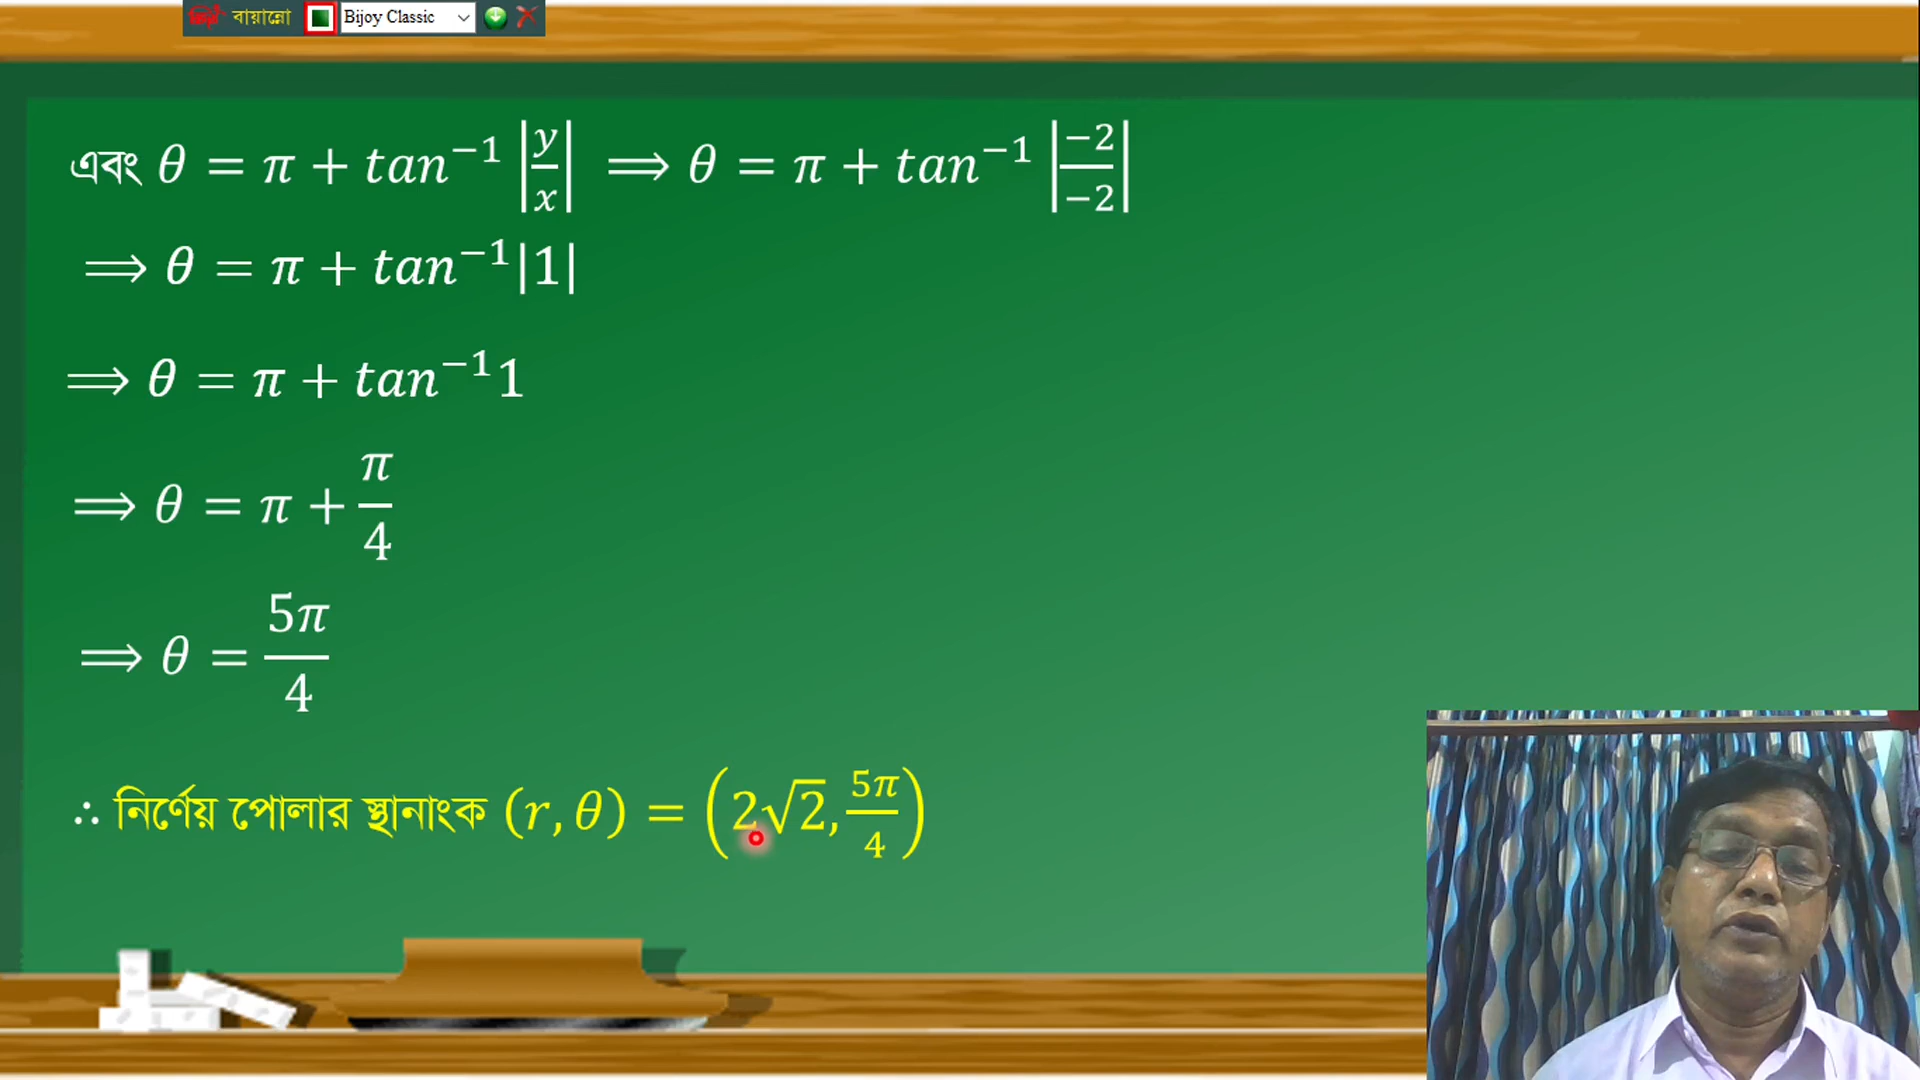 বায়ান্নো Bijoy Classic
এবং θ = π + tan⁻¹ |y/x| ⟹ θ = π + tan⁻¹ |−2/−2|
⟹ θ = π + tan⁻¹|1|
⟹ θ = π + tan⁻¹1
⟹ θ = π + π/4
⟹ θ = 5π/4
∴ নির্ণেয় পোলার স্থানাংক (r, θ) = (2√2, 5π/4)